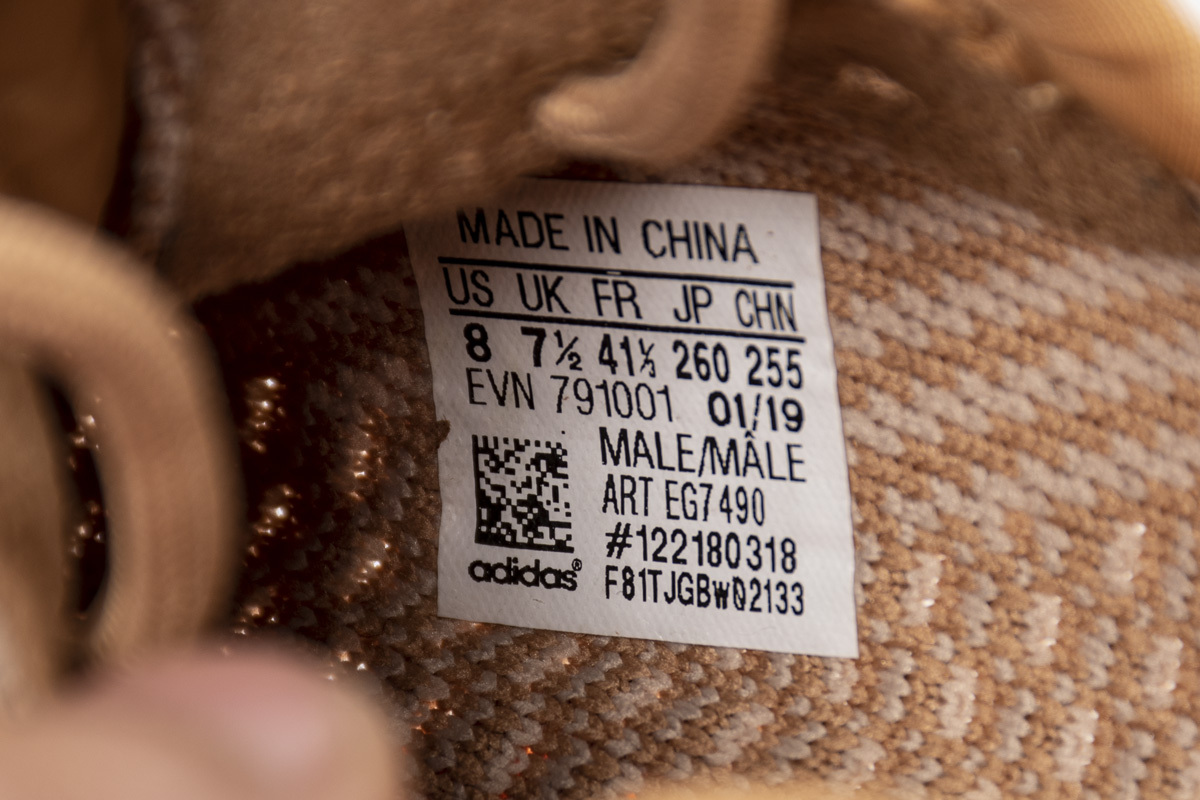 MADE IN CHINA
US UK FR JP CHN
8 7½ 41⅓ 260 255
EVN 791001 01/19
MALE/MÂLE
ART EG7490
#122180318
adidas®
F81TJGBW02133